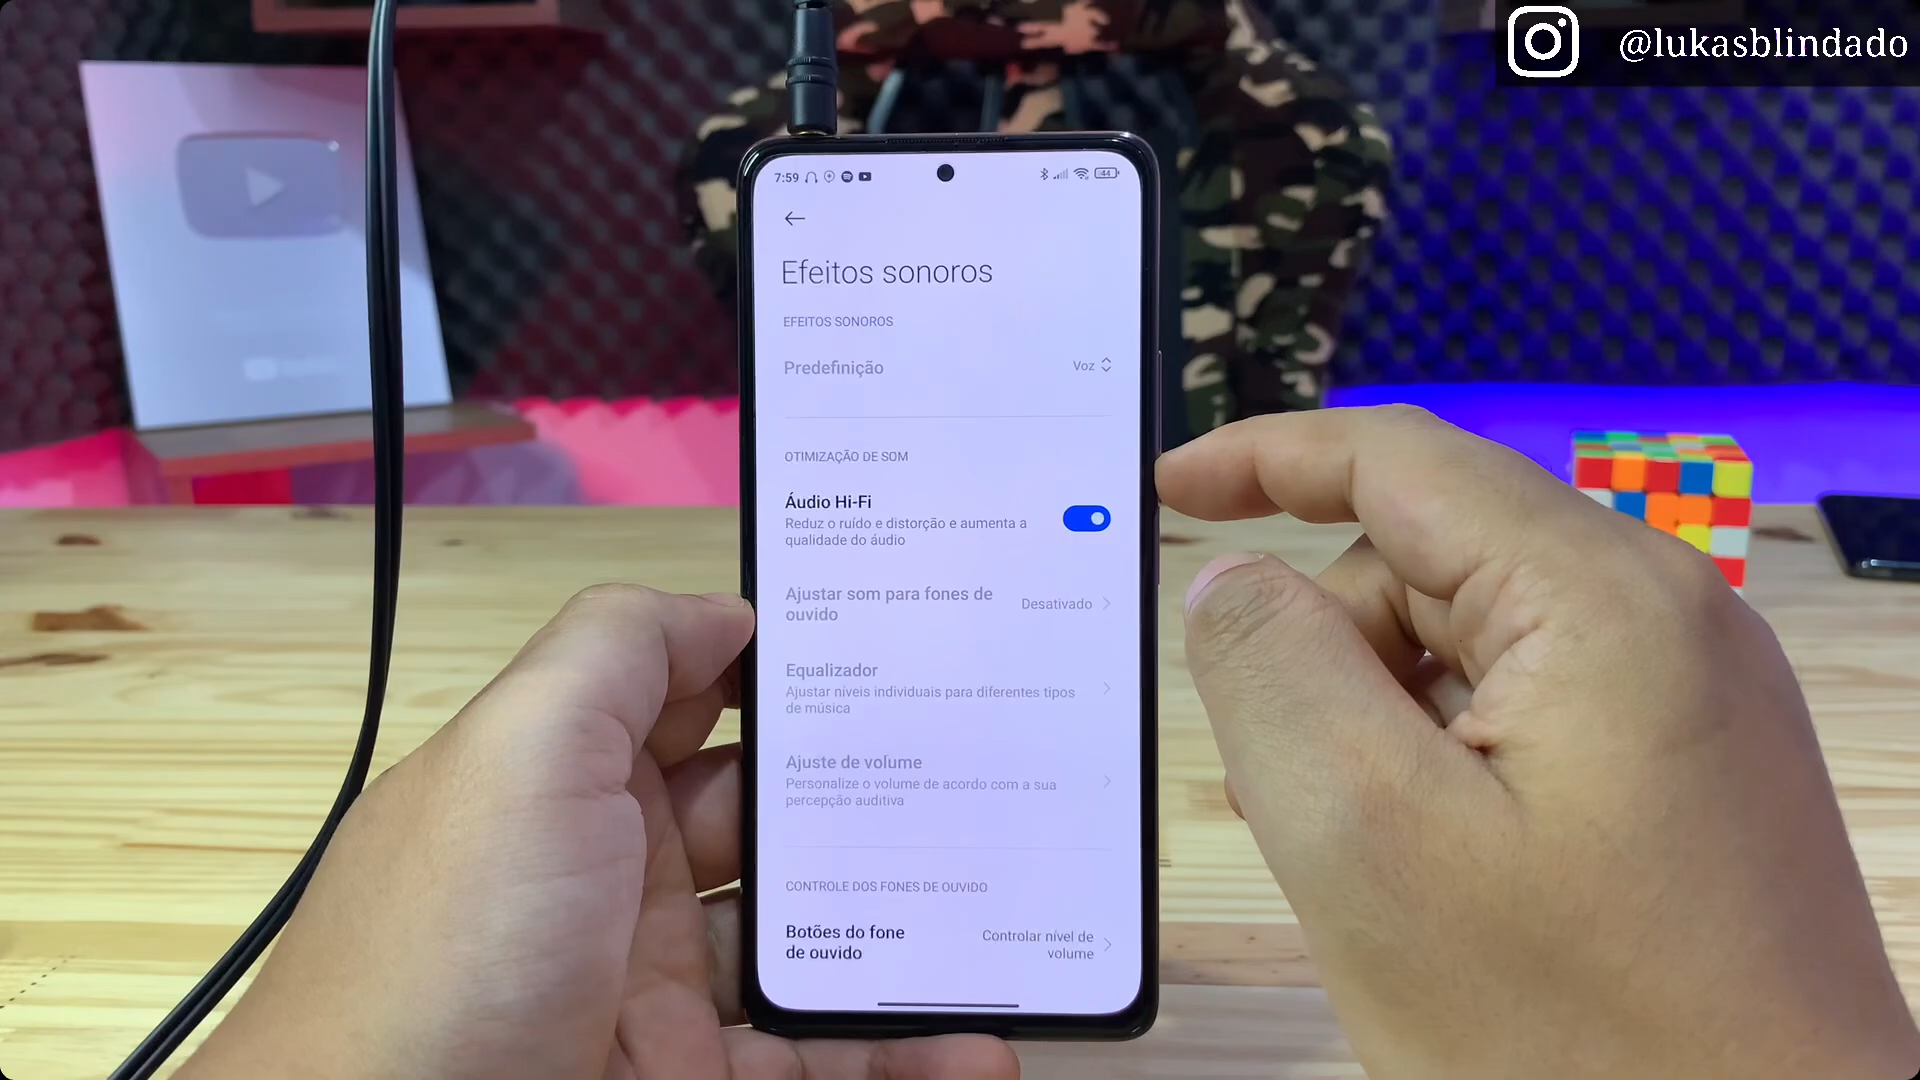 @lukasblindado
7:59
44
Efeitos sonoros
EFEITOS SONOROS
Predefinição
Voz
OTIMIZAÇÃO DE SOM
Áudio Hi-Fi
Reduz o ruído e distorção e aumenta a
qualidade do áudio
Ajustar som para fones de
ouvido
Desativado
Equalizador
Ajustar níveis individuais para diferentes tipos
de música
Ajuste de volume
Personalize o volume de acordo com a sua
percepção auditiva
CONTROLE DOS FONES DE OUVIDO
Botões do fone
de ouvido
Controlar nível de
volume